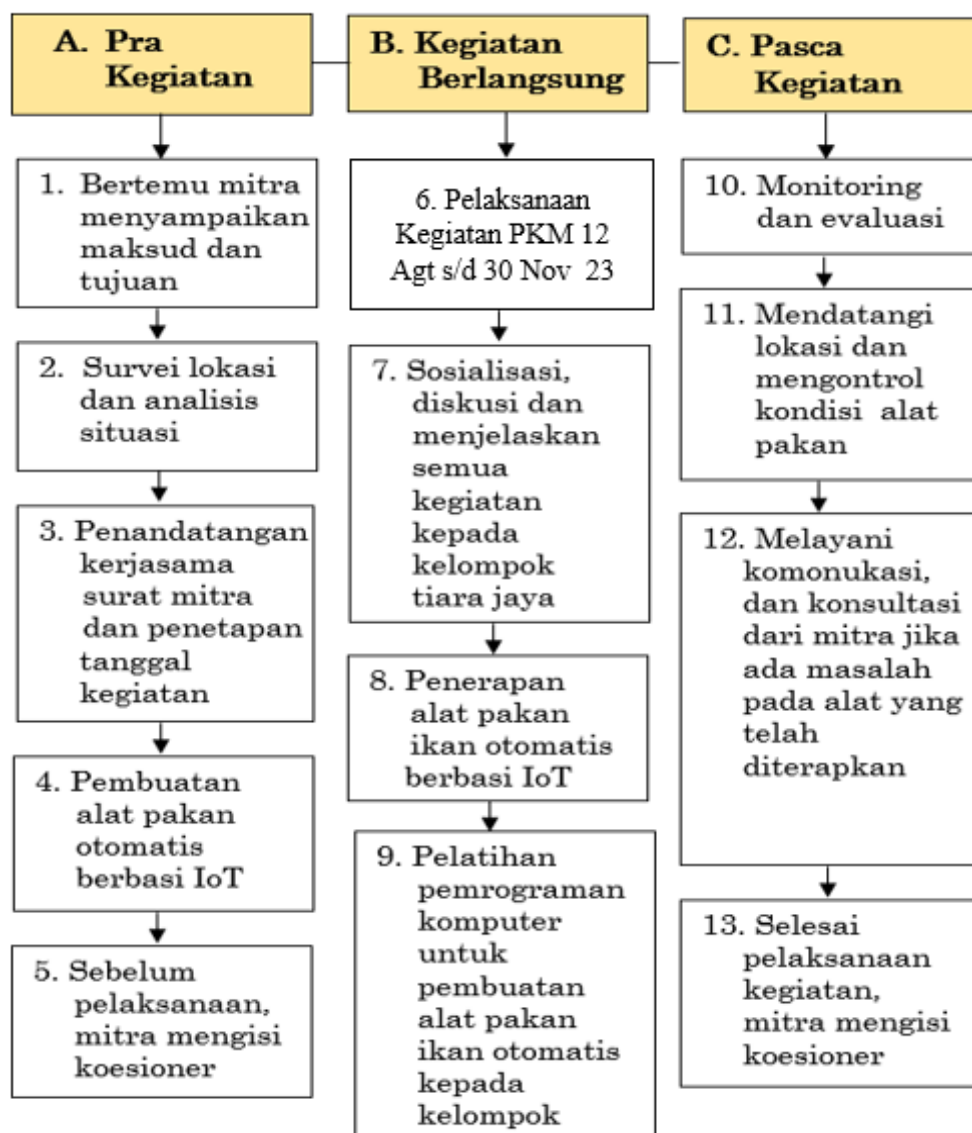 A. Pra
Kegiatan
1. Bertemu mitra
menyampaikan
maksud dan
tujuan
2. Survei lokasi
dan analisis
situasi
3. Penandatangan
kerjasama
surat mitra
dan penetapan
tanggal
kegiatan
4. Pembuatan
alat pakan
otomatis
berbasi IoT
5. Sebelum
pelaksanaan,
mitra mengisi
koesioner
B. Kegiatan
Berlangsung
6. Pelaksanaan
Kegiatan PKM 12
Agt s/d 30 Nov 23
7. Sosialisasi,
diskusi dan
menjelaskan
semua
kegiatan
kepada
kelompok
tiara jaya
8. Penerapan
alat pakan
ikan otomatis
berbasi IoT
9. Pelatihan
pemrograman
komputer
untuk
pembuatan
alat pakan
ikan otomatis
kepada
kelompok
C. Pasca
Kegiatan
10. Monitoring
dan evaluasi
11. Mendatangi
lokasi dan
mengontrol
kondisi alat
pakan
12. Melayani
komonukasi,
dan konsultasi
dari mitra jika
ada masalah
pada alat yang
telah
diterapkan
13. Selesai
pelaksanaan
kegiatan,
mitra mengisi
koesioner